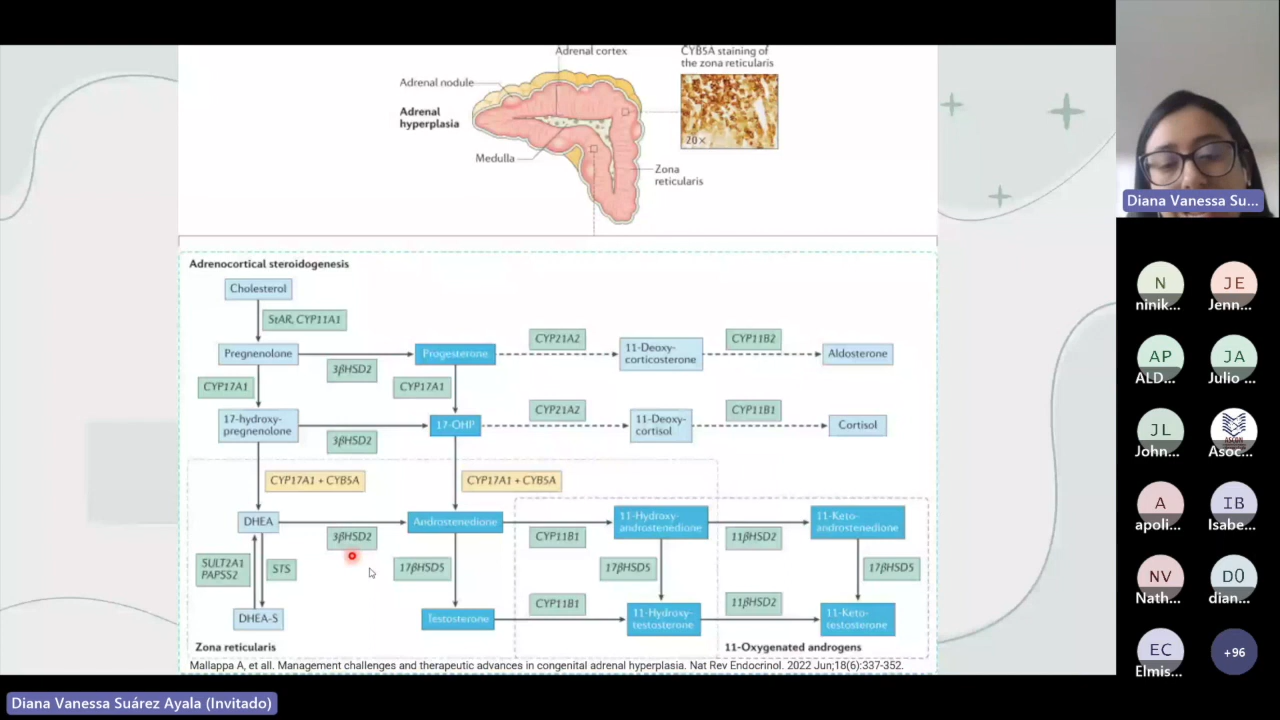 Adrenal cortex
CYB5A staining of
the zona reticularis
Adrenal nodule
Adrenal
hyperplasia
20×
Medulla
Zona
reticularis
Adrenocortical steroidogenesis
Cholesterol
StAR, CYP11A1
Pregnenolone
3βHSD2
Progesterone
CYP21A2
11-Deoxy-
corticosterone
CYP11B2
Aldosterone
CYP17A1
CYP17A1
17-hydroxy-
pregnenolone
3βHSD2
17-OHP
CYP21A2
11-Deoxy-
cortisol
CYP11B1
Cortisol
CYP17A1 + CYB5A
CYP17A1 + CYB5A
DHEA
3βHSD2
Androstenedione
CYP11B1
11-Hydroxy-
androstenedione
11βHSD2
11-Keto-
androstenedione
SULT2A1
PAPSS2
STS
17βHSD5
17βHSD5
17βHSD5
DHEA-S
Testosterone
CYP11B1
11-Hydroxy-
testosterone
11βHSD2
11-Keto-
testosterone
Zona reticularis
11-Oxygenated androgens
Mallappa A, et all. Management challenges and therapeutic advances in congenital adrenal hyperplasia. Nat Rev Endocrinol. 2022 Jun;18(6):337-352.
Diana Vanessa Su...
N
ninik...
JE
Jenn...
AP
ALD...
JA
Julio ...
JL
John...
ASCON
Asoc...
A
apoli...
IB
Isabe...
NV
Nath...
D0
dian...
EC
Elmis...
+96
Diana Vanessa Suárez Ayala (Invitado)